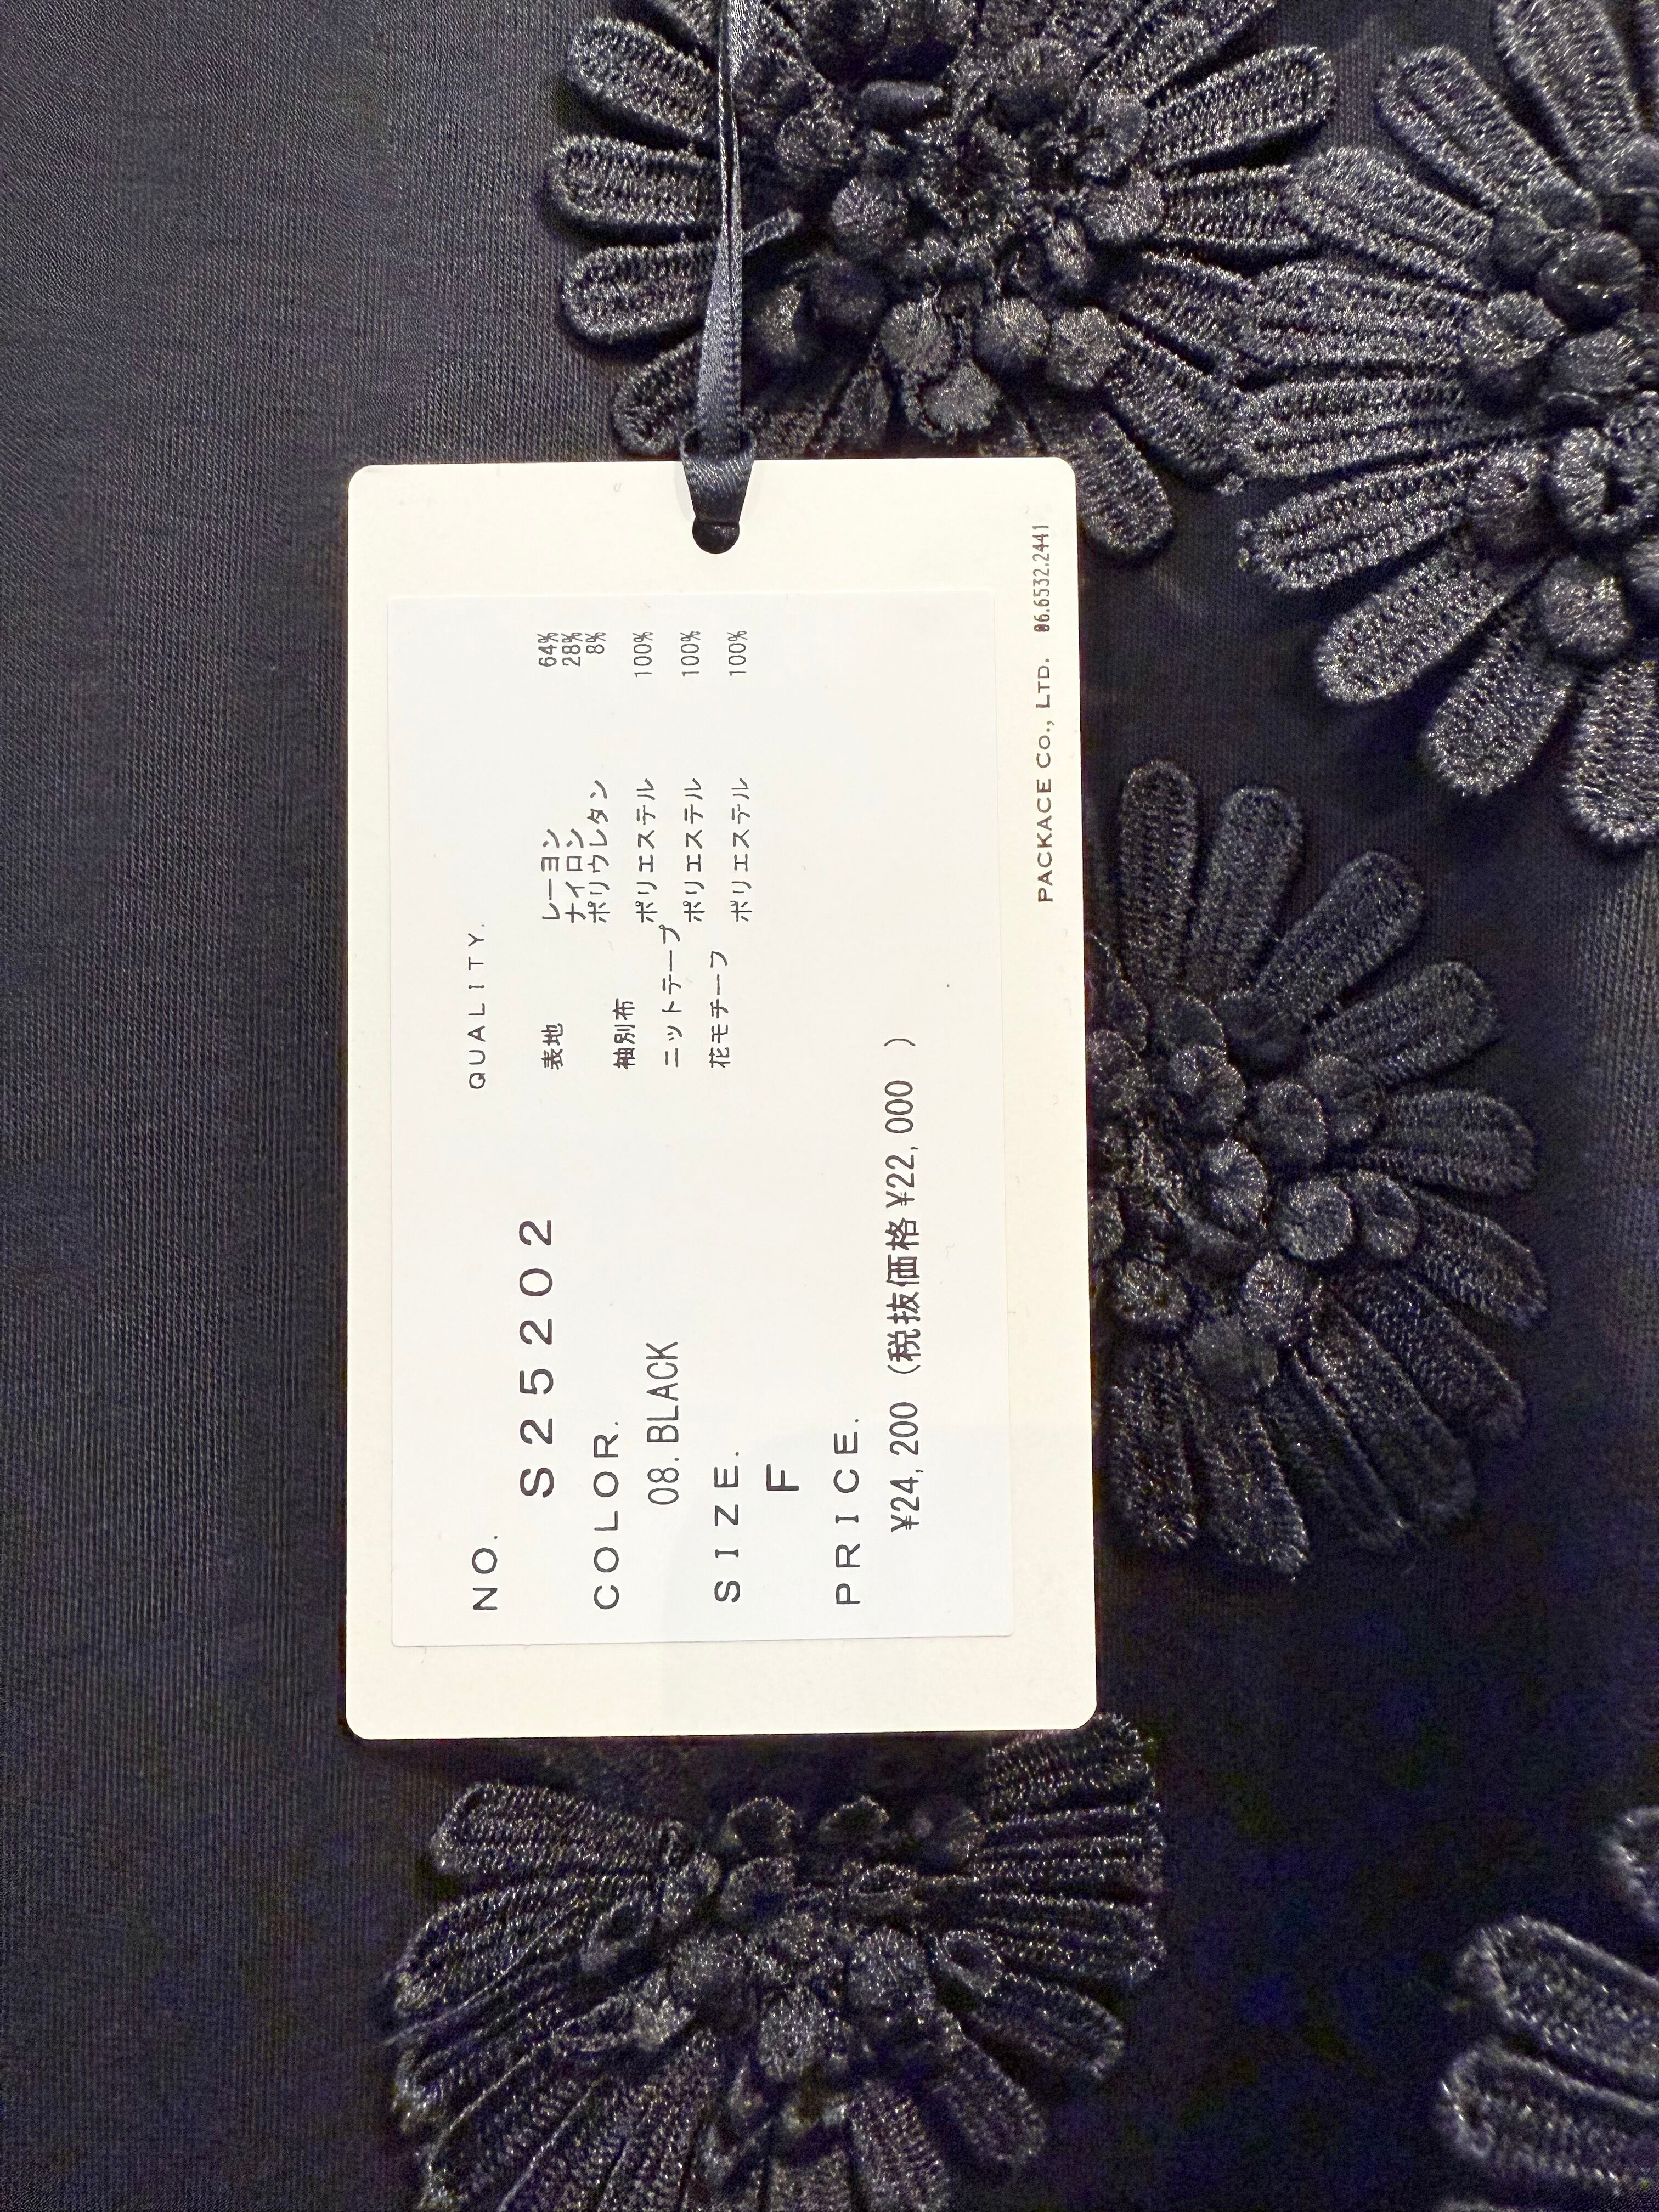 NO.
S25202
COLOR.
08.BLACK
SIZE.
F
PRICE.
¥24,200 (税抜価格 ¥22,000 )
QUALITY.
表地 レーヨン 64%
ナイロン 28%
ポリウレタン 8%
袖別布
ポリエステル 100%
ニットテープ
ポリエステル 100%
花モチーフ
ポリエステル 100%
PACKACE CO., LTD. 06.6532.2441